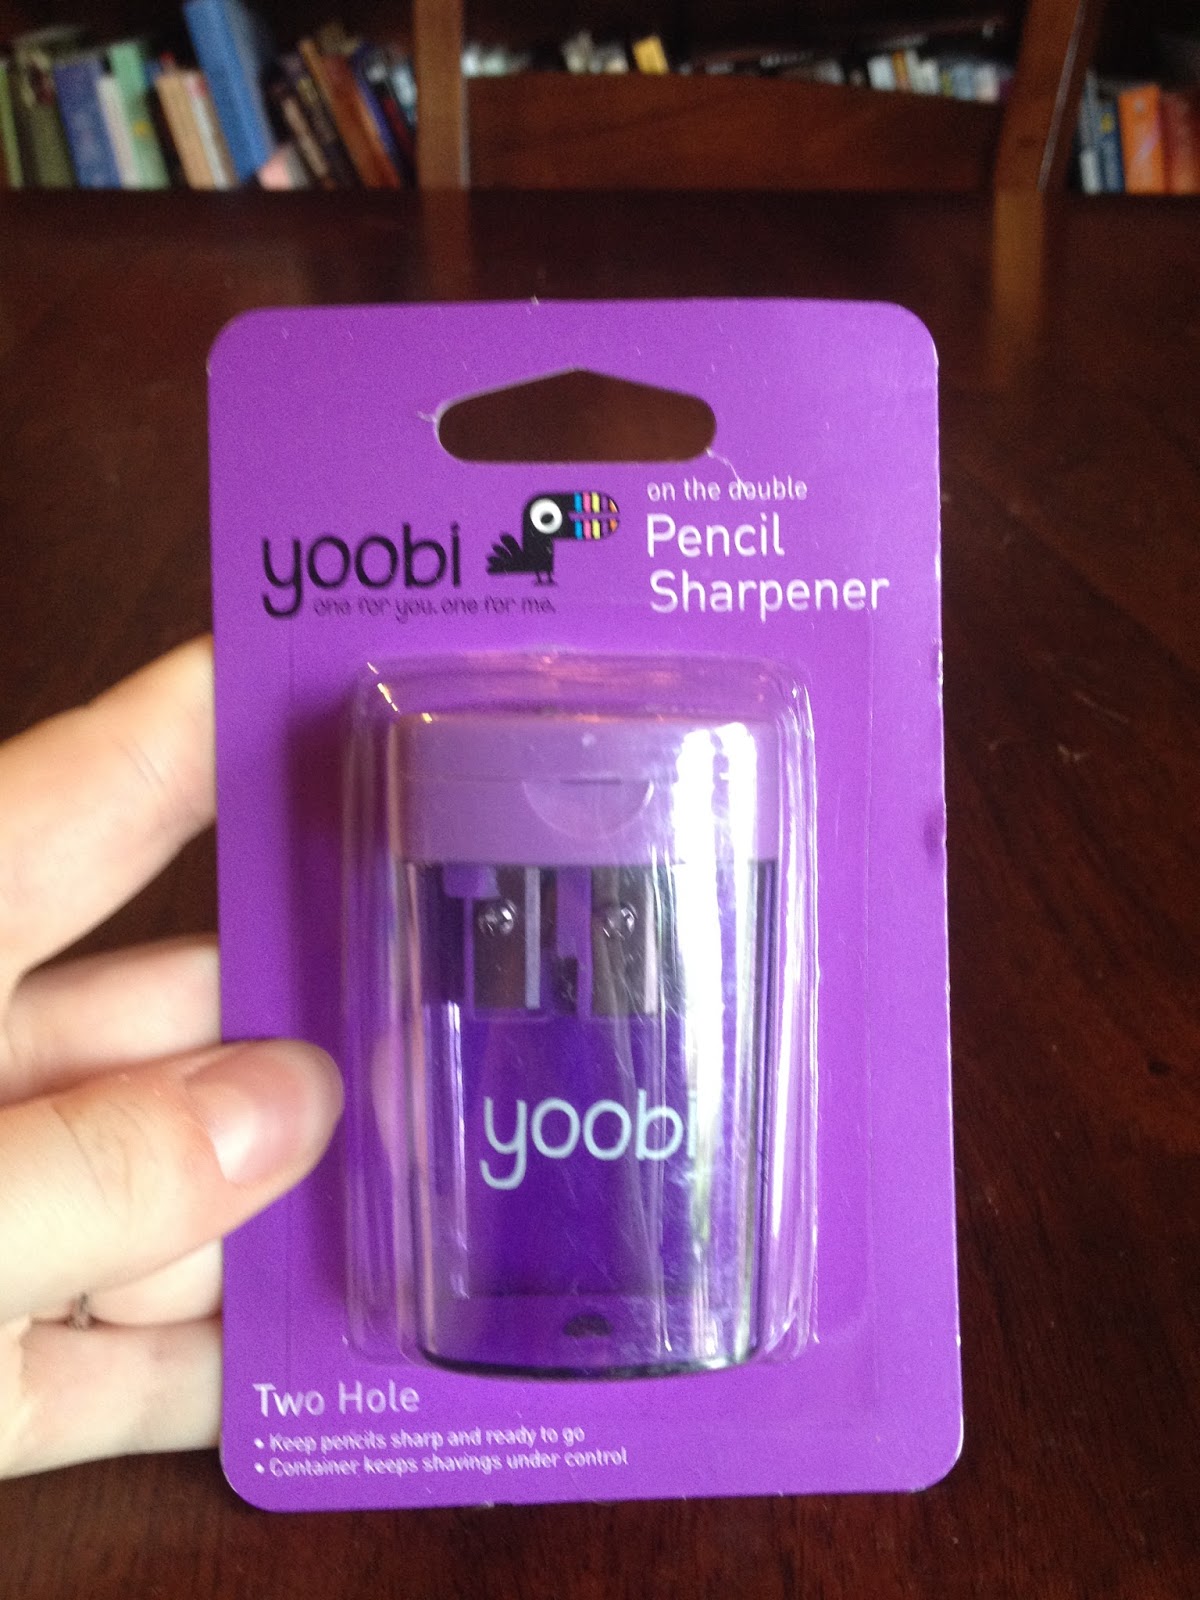 yoobi
one for you. one for me.
on the double
Pencil
Sharpener
yoobi
Two Hole
• Keep pencils sharp and ready to go
• Container keeps shavings under control